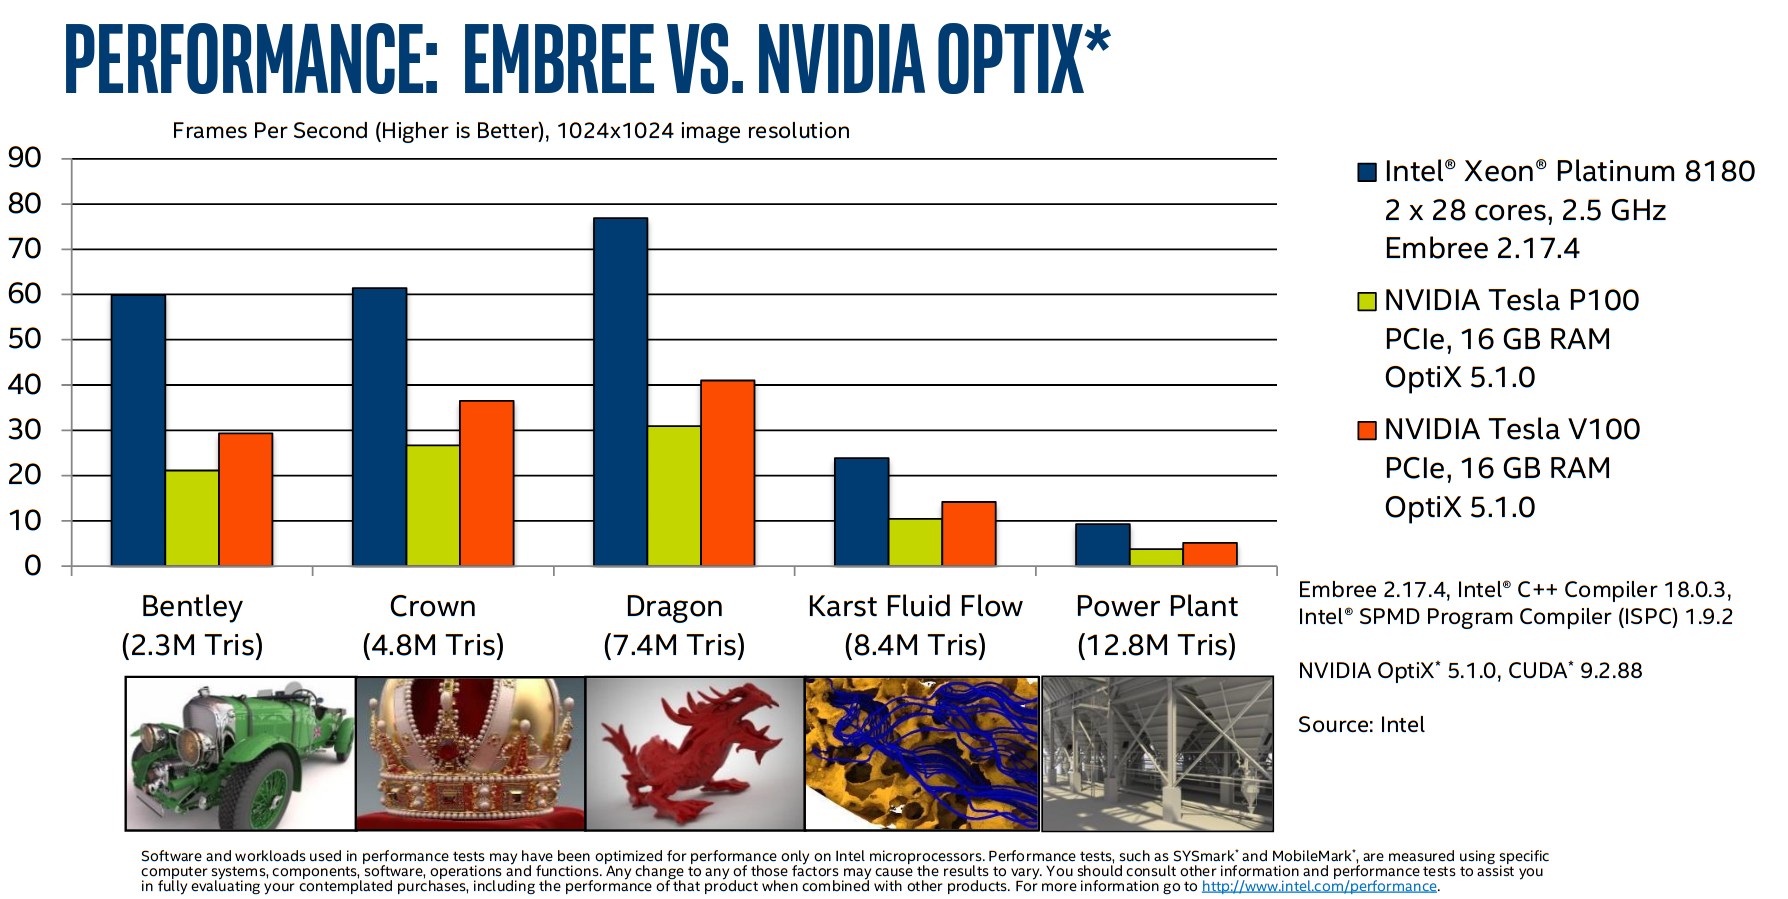 PERFORMANCE: EMBREE VS. NVIDIA OPTIX*
Frames Per Second (Higher is Better), 1024x1024 image resolution
90
80
70
60
50
40
30
20
10
0
Bentley
(2.3M Tris)
Crown
(4.8M Tris)
Dragon
(7.4M Tris)
Karst Fluid Flow
(8.4M Tris)
Power Plant
(12.8M Tris)
Intel® Xeon® Platinum 8180
2 x 28 cores, 2.5 GHz
Embree 2.17.4
NVIDIA Tesla P100
PCIe, 16 GB RAM
OptiX 5.1.0
NVIDIA Tesla V100
PCIe, 16 GB RAM
OptiX 5.1.0
Embree 2.17.4, Intel® C++ Compiler 18.0.3,
Intel® SPMD Program Compiler (ISPC) 1.9.2
NVIDIA OptiX* 5.1.0, CUDA* 9.2.88
Source: Intel
Software and workloads used in performance tests may have been optimized for performance only on Intel microprocessors. Performance tests, such as SYSmark* and MobileMark*, are measured using specific
computer systems, components, software, operations and functions. Any change to any of those factors may cause the results to vary. You should consult other information and performance tests to assist you
in fully evaluating your contemplated purchases, including the performance of that product when combined with other products. For more information go to http://www.intel.com/performance.